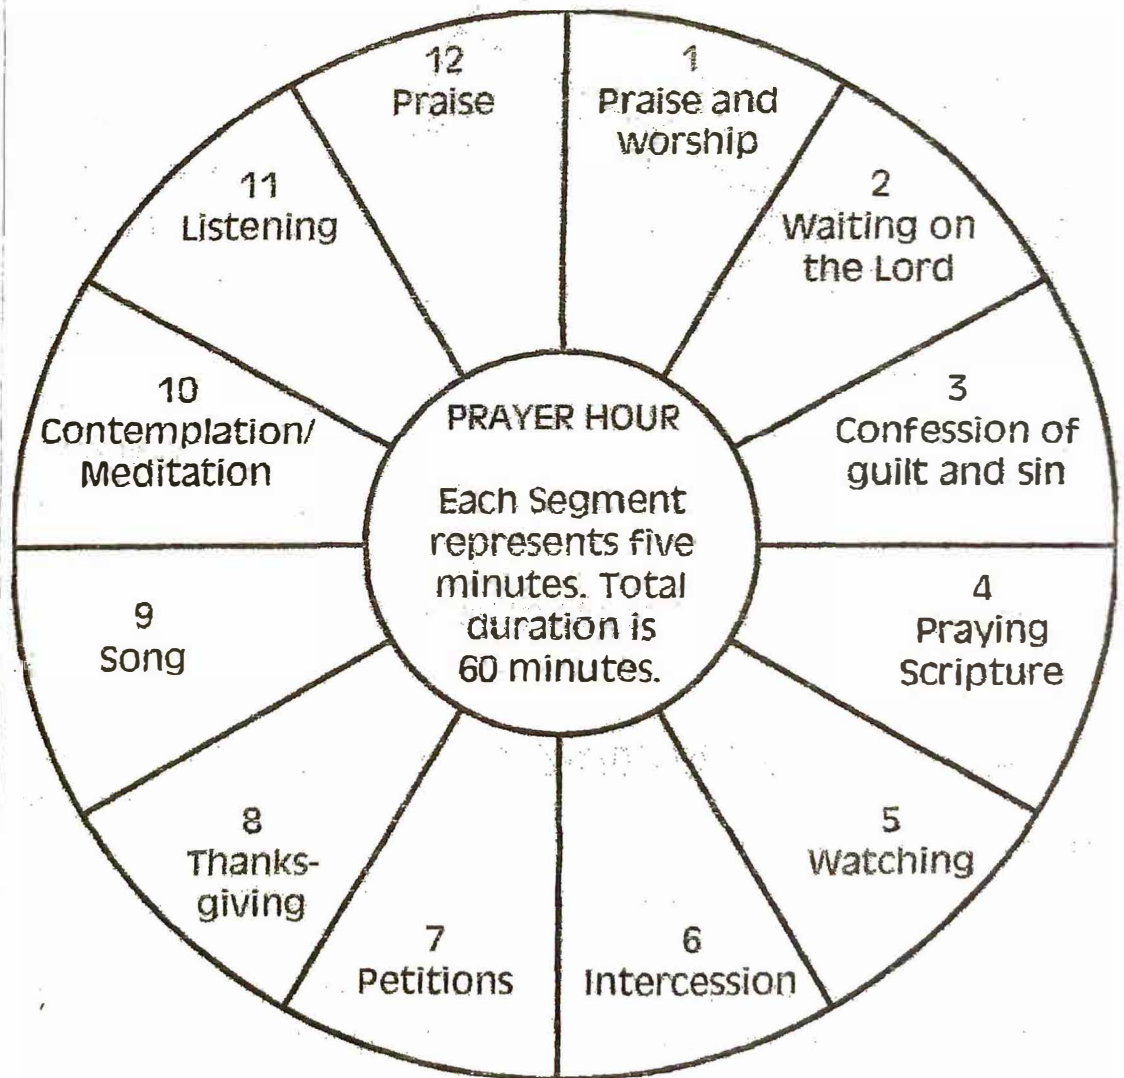 1
Praise and
worship
2
Waiting on
the Lord
3
Confession of
guilt and sin
4
Praying
Scripture
5
Watching
6
Intercession
7
Petitions
8
Thanks-
giving
9
Song
10
Contemplation/
Meditation
11
Listening
12
Praise
PRAYER HOUR
Each Segment
represents five
minutes. Total
duration is
60 minutes.